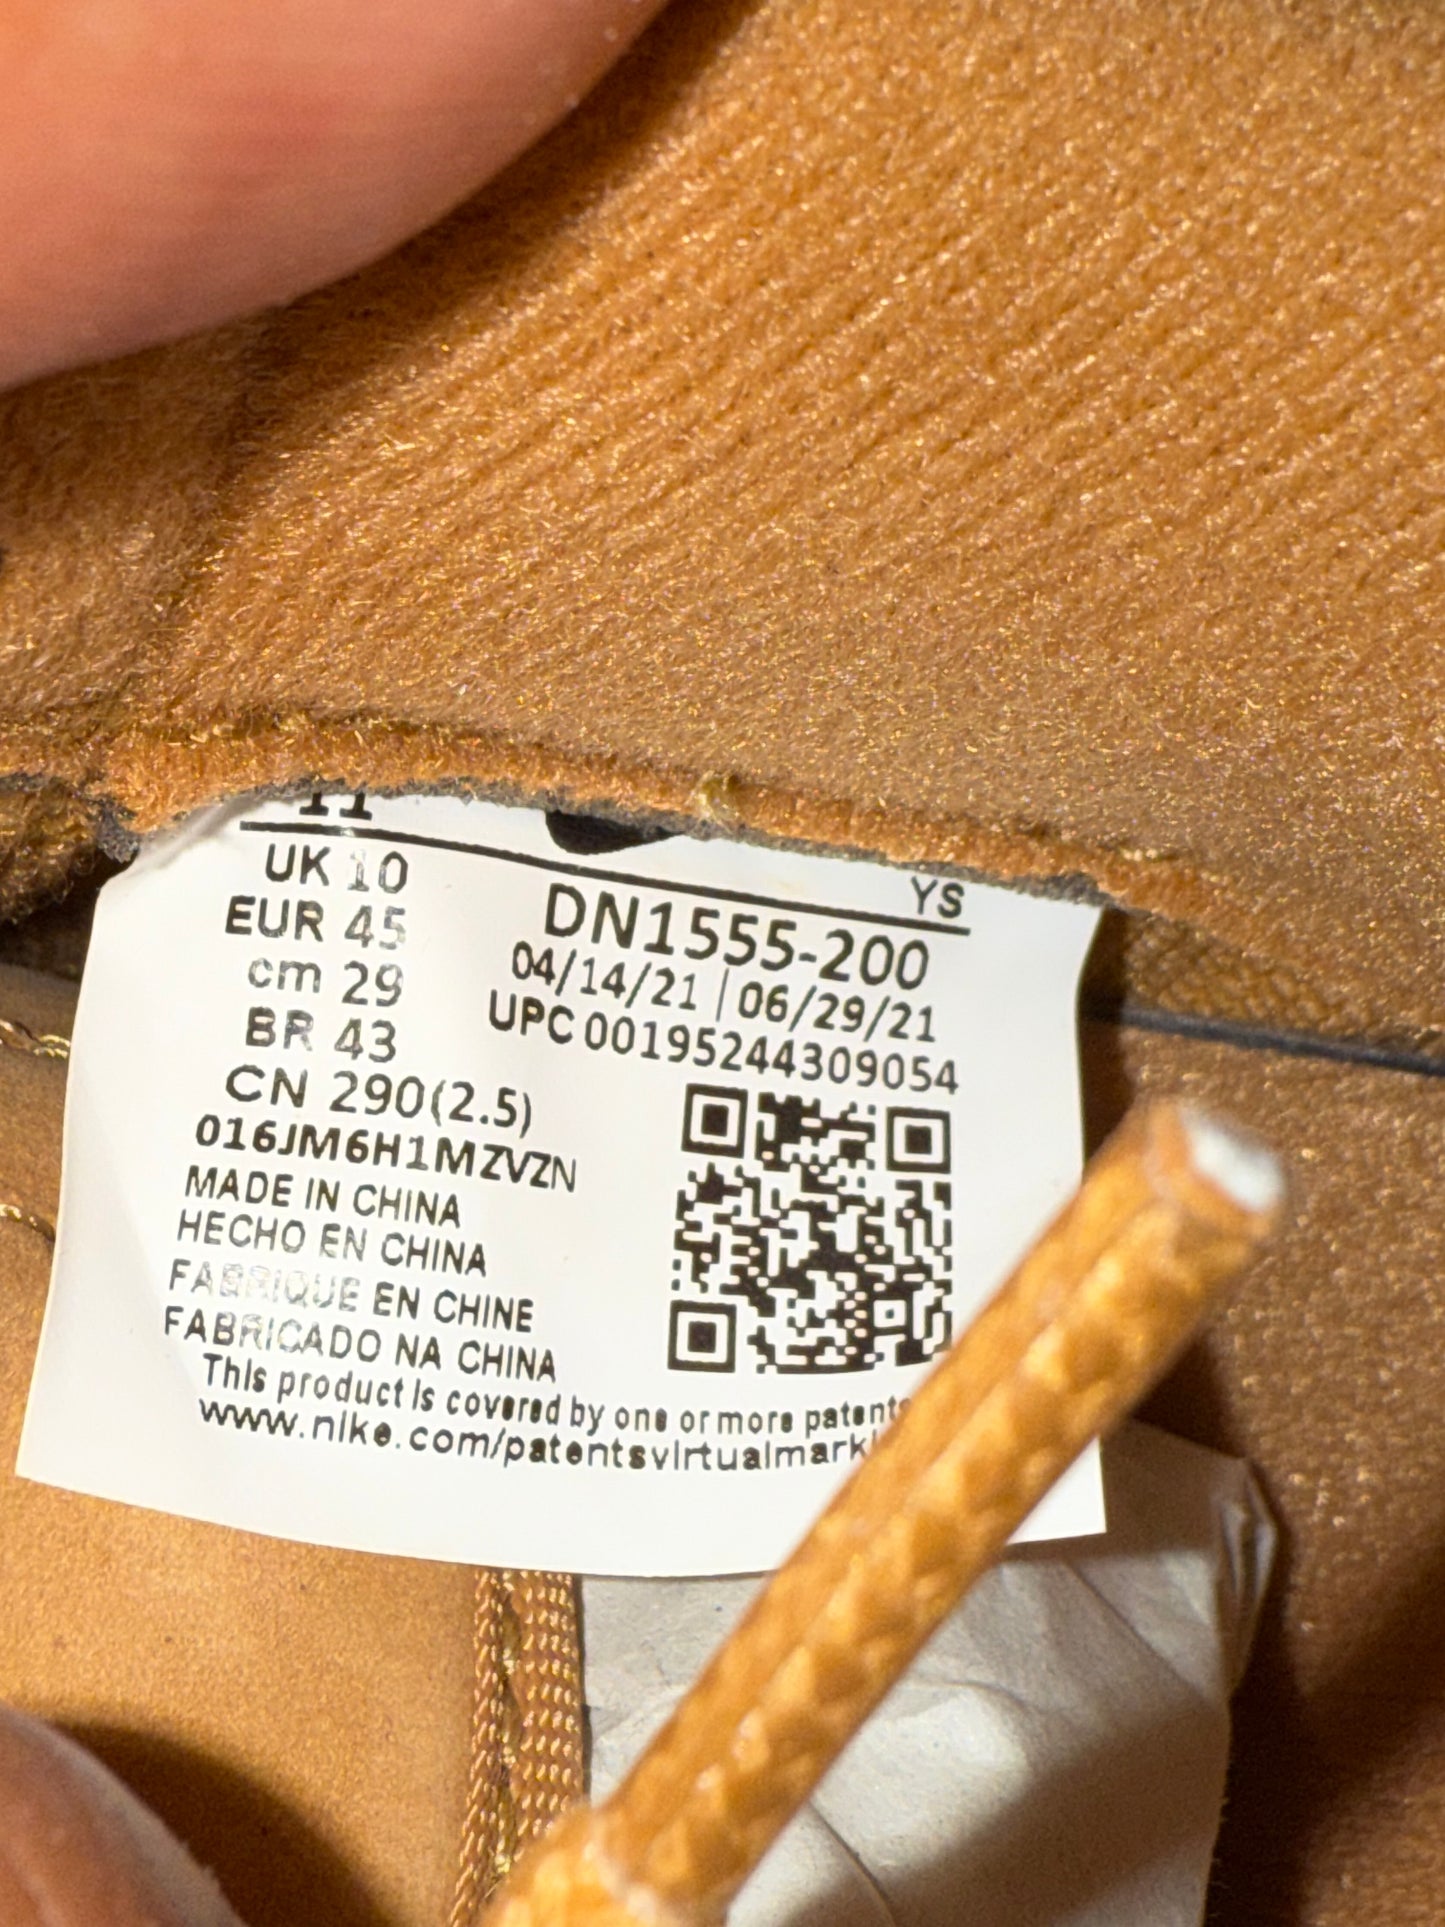 11
UK 10
YS
EUR 45
DN1555-200
cm 29
04/14/21 | 06/29/21
BR 43
UPC 00195244309054
CN 290(2.5)
016JM6H1MZVZN
MADE IN CHINA
HECHO EN CHINA
FABRIQUE EN CHINE
FABRICADO NA CHINA
This product is covered by one or more patents
www.nike.com/patentsvirtualmark